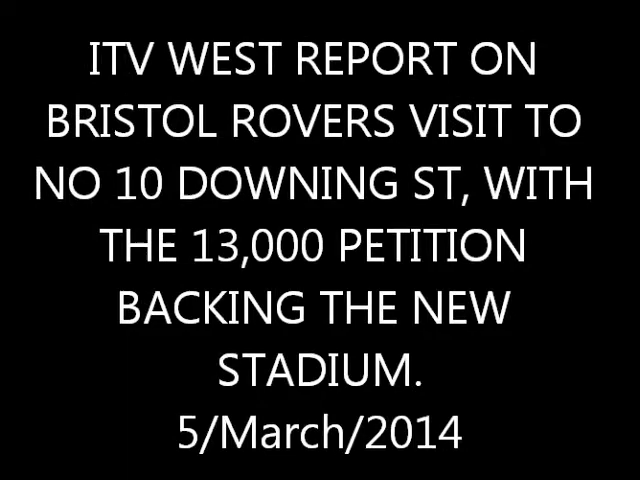 ITV WEST REPORT ON
BRISTOL ROVERS VISIT TO
NO 10 DOWNING ST, WITH
THE 13,000 PETITION
BACKING THE NEW
STADIUM.
5/March/2014